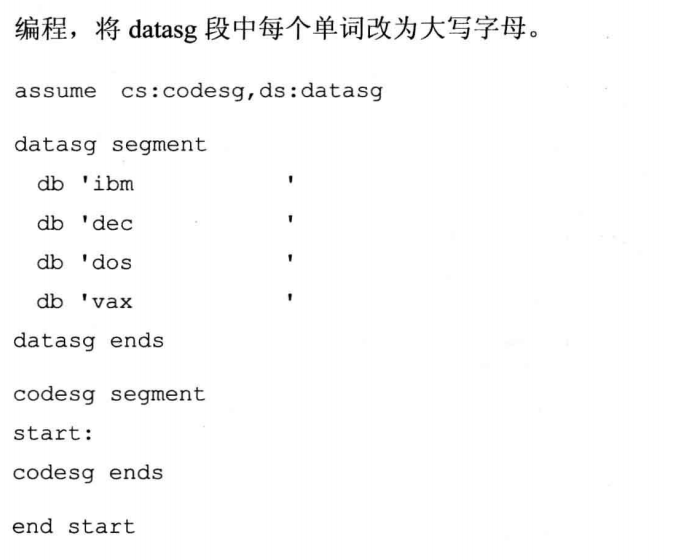 编程，将 datasg 段中每个单词改为大写字母。
assume  cs:codesg,ds:datasg
datasg segment
  db 'ibm             '
  db 'dec             '
  db 'dos             '
  db 'vax             '
datasg ends
codesg segment
start:
codesg ends
end start